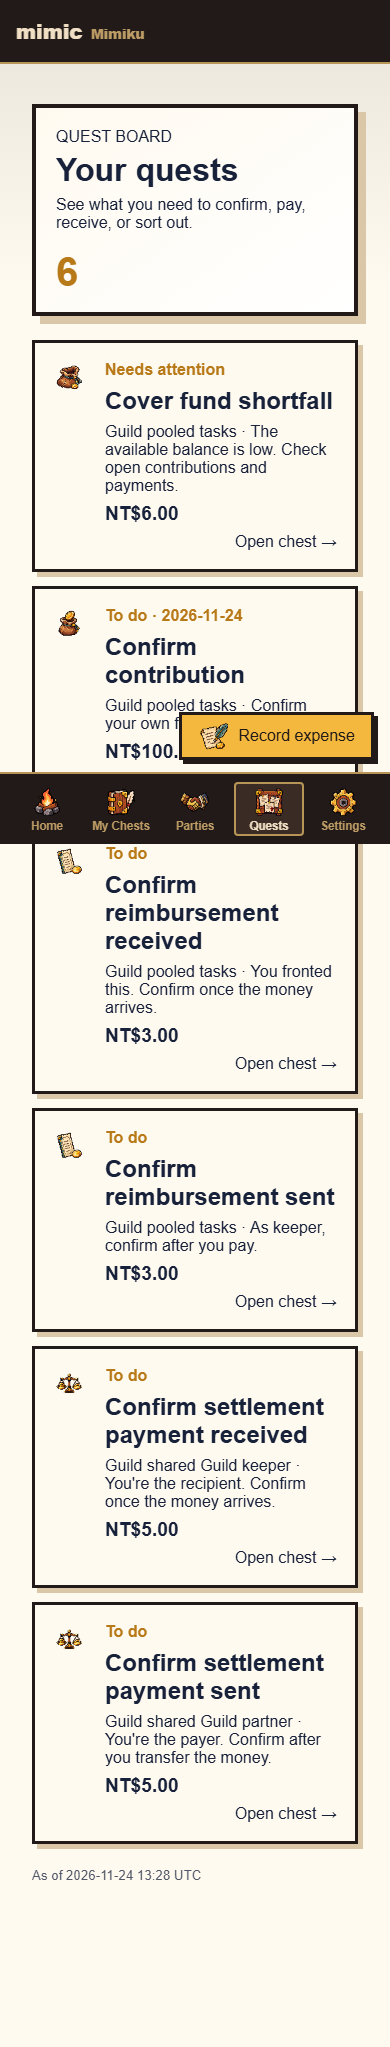 mimic Mimiku
QUEST BOARD
Your quests
See what you need to confirm, pay,
receive, or sort out.
6
Needs attention
Cover fund shortfall
Guild pooled tasks · The
available balance is low. Check
open contributions and
payments.
NT$6.00
Open chest →
To do · 2026-11-24
Confirm
contribution
Guild pooled tasks · Confirm
your own f
NT$100.
Record expense
Home
My Chests
Parties
Quests
Settings
To do
Confirm
reimbursement
received
Guild pooled tasks · You fronted
this. Confirm once the money
arrives.
NT$3.00
Open chest →
To do
Confirm
reimbursement sent
Guild pooled tasks · As keeper,
confirm after you pay.
NT$3.00
Open chest →
To do
Confirm settlement
payment received
Guild shared Guild keeper ·
You're the recipient. Confirm
once the money arrives.
NT$5.00
Open chest →
To do
Confirm settlement
payment sent
Guild shared Guild partner ·
You're the payer. Confirm after
you transfer the money.
NT$5.00
Open chest →
As of 2026-11-24 13:28 UTC